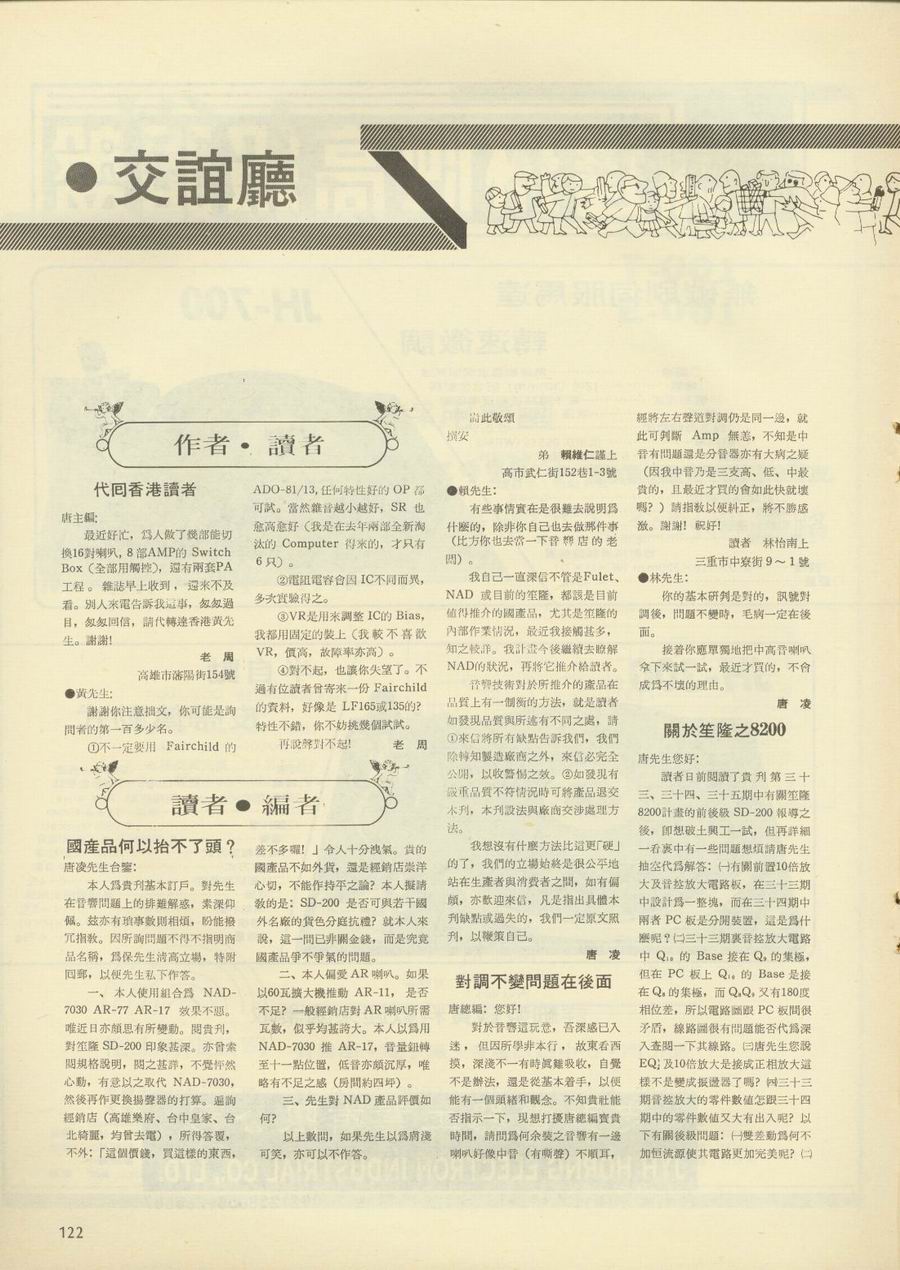 ●交誼廳
作者・讀者
代回香港讀者
唐主編:
最近好忙，爲人做了幾部能切
換16對喇叭, 8 部AMP的 Switch
Box（全部用觸控），還有兩套PA
工程。雜誌早上收到，還來不及
看。別人來電告訴我這事，匆匆過
目，匆匆回信，請代轉達香港黃先
生。謝謝!
老 周
高雄市瀋陽街154號
●黃先生:
謝謝你注意拙文，你可能是詢
問者的第一百多少名。
①不一定要用 Fairchild 的
ADO-81/13,任何特性好的 OP 都
可試。當然雜音越小越好，SR 也
愈高愈好（我是在去年兩部全新淘
汰的 Computer 得來的，才只有
6 只）。
②電阻電容會因 IC不同而異，
多次實驗得之。
③VR是用來調整 IC的 Bias，
我都用固定的裝上（我較不喜歡
VR，價高，故障率亦高）。
④對不起，也讓你失望了。不
過有位讀者曾寄來一份 Fairchild
的資料，好像是 LF165或135的?
特性不錯，你不妨挑幾個試試。
再說聲對不起! 老 周
讀者●編者
國產品何以抬不了頭？
唐凌先生台鑒:
本人爲貴刊基本訂戶。對先生
在音響問題上的排難解惑，素深仰
佩。茲亦有瑣事數則相煩，盼能撥
冗指敎。因所詢問題不得不指明商
品名稱，爲保先生淸高立場，特附
囘郵，以便先生私下作答。
一、本人使用組合爲 NAD-
7030 AR-77 AR-17 效果不惡。
唯近日亦頗思有所變動。閱貴刋，
對笙隆 SD-200 印象甚深。亦曾索
閱規格說明，閱之甚詳，不覺怦然
心動，有意以之取代 NAD-7030，
然後再作更換揚聲器的打算。遍詢
經銷店（高雄樂府、台中皇家、台
北綺麗，均曾去電），所得答覆，
不外:「這個價錢，買這樣的東西，
差不多囉! 」令人十分洩氣。貴的
國產品不如外貨，還是經銷店崇洋
心切，不能作持平之論? 本人擬請
敎的是: SD-200 是否可與若干國
外名廠的貨色分庭抗禮? 就本人來
說，這一問已非關金錢，而是究竟
國產品爭不爭氣的問題。
二、本人偏愛 AR 喇叭。如果
以60瓦擴大機推動 AR-11，是否
不足? 一般經銷店對 AR 喇叭所需
瓦數，似乎均甚誇大。本人以爲用
NAD-7030 推 AR-17，音量鈕轉
至十一點位置，低音亦頗沉厚，唯
略有不足之感（房間約四坪）。
三、先生對 NAD 產品評價如
何?
以上數問，如果先生以爲膚淺
可笑，亦可以不作答。
耑此敬頌
撰安
弟 賴維仁謹上
高市武仁街152巷1-3號
●賴先生:
有些事情實在是很難去說明爲
什麼的，除非你自己也去做那件事
（比方你也去當一下音響店的老
闆）。
我自己一直深信不管是Fulet、
NAD 或目前的笙隆，都該是目前
値得推介的國產品，尤其是笙隆的
內部作業情況，最近我接觸甚多，
知之較詳。我計畫今後繼續去瞭解
NAD的狀況，再將它推介給讀者。
音響技術對於所推介的產品在
品質上有一個衡的方法，就是讀者
如發現品質與所述有不同之處，請
①來信將所有缺點告訴我們，我們
除轉知製造廠商之外，來信必完全
公開，以收警惕之效。②如發現有
嚴重品質不符情況時可將產品退交
本刋，本刋設法與廠商交涉處理方
法。
我想沒有什麼方法比這更「硬」
的了，我們的立場始終是很公平地
站在生產者與消費者之間，如有偏
頗，亦歡迎來信，凡是指出具體本
刋缺點或過失的，我們一定原文照
刋，以鞭策自己。
唐 凌
對調不變問題在後面
唐總編: 您好!
對於音響這玩意，吾深感已入
迷，但因所學非本行，故東看西
摸，深淺不一有時眞難吸收，自覺
不是辦法，還是從基本着手，以便
能有一個頭緒和觀念。不知貴社能
否指示一下，現想打擾唐總編寶貴
時間，請問爲何余裝之音響有一邊
喇叭好像中音（有嘶聲）不順耳，
經將左右聲道對調仍是同一邊，就
此可判斷 Amp 無恙，不知是中
音有問題還是分音器亦有大病之疑
（因我中音乃是三支高、低、中最
貴的，且最近才買的會如此快就壞
嗎？）請指敎以便糾正，將不勝感
激。謝謝! 祝好!
讀者 林怡南上
三重市中寮街9～1號
●林先生:
你的基本研判是對的，訊號對
調後，問題不變時，毛病一定在後
面。
接着你應單獨地把中高音喇叭
拿下來試一試，最近才買的，不會
成爲不壞的理由。
唐 凌
關於笙隆之8200
唐先生您好:
讀者日前閱讀了貴刋第三十
三、三十四、三十五期中有關笙隆
8200計畫的前後級 SD-200 報導之
後，卽想破土興工一試，但再詳細
一看裏中有一些問題想煩請唐先生
抽空代爲解答: ㈠有關前置10倍放
大及音控放大電路板，在三十三期
中設計爲一整塊，而在三十四期中
兩者 PC 板是分開裝置，這是爲什
麼呢? ㈡三十三期裏音控放大電路
中 Q₁₀ 的 Base 接在 Q₉ 的集極，
但在 PC 板上 Q₁₀ 的 Base 是接
在 Q₈ 的集極，而 Q₈Q₉ 又有180度
相位差，所以電路圖跟 PC 板間很
矛盾，線路圖很有問題能否代爲深
入查閱一下其線路。㈢唐先生您說
EQ及10倍放大是接成正相放大這
樣不是變成振盪器了嗎? ㈣三十三
期音控放大的零件數値怎跟三十四
期中的零件數値又大有出入呢? 以
下有關後級問題: ㈠雙差動爲何不
加恒流源使其電路更加完美呢? ㈡
122